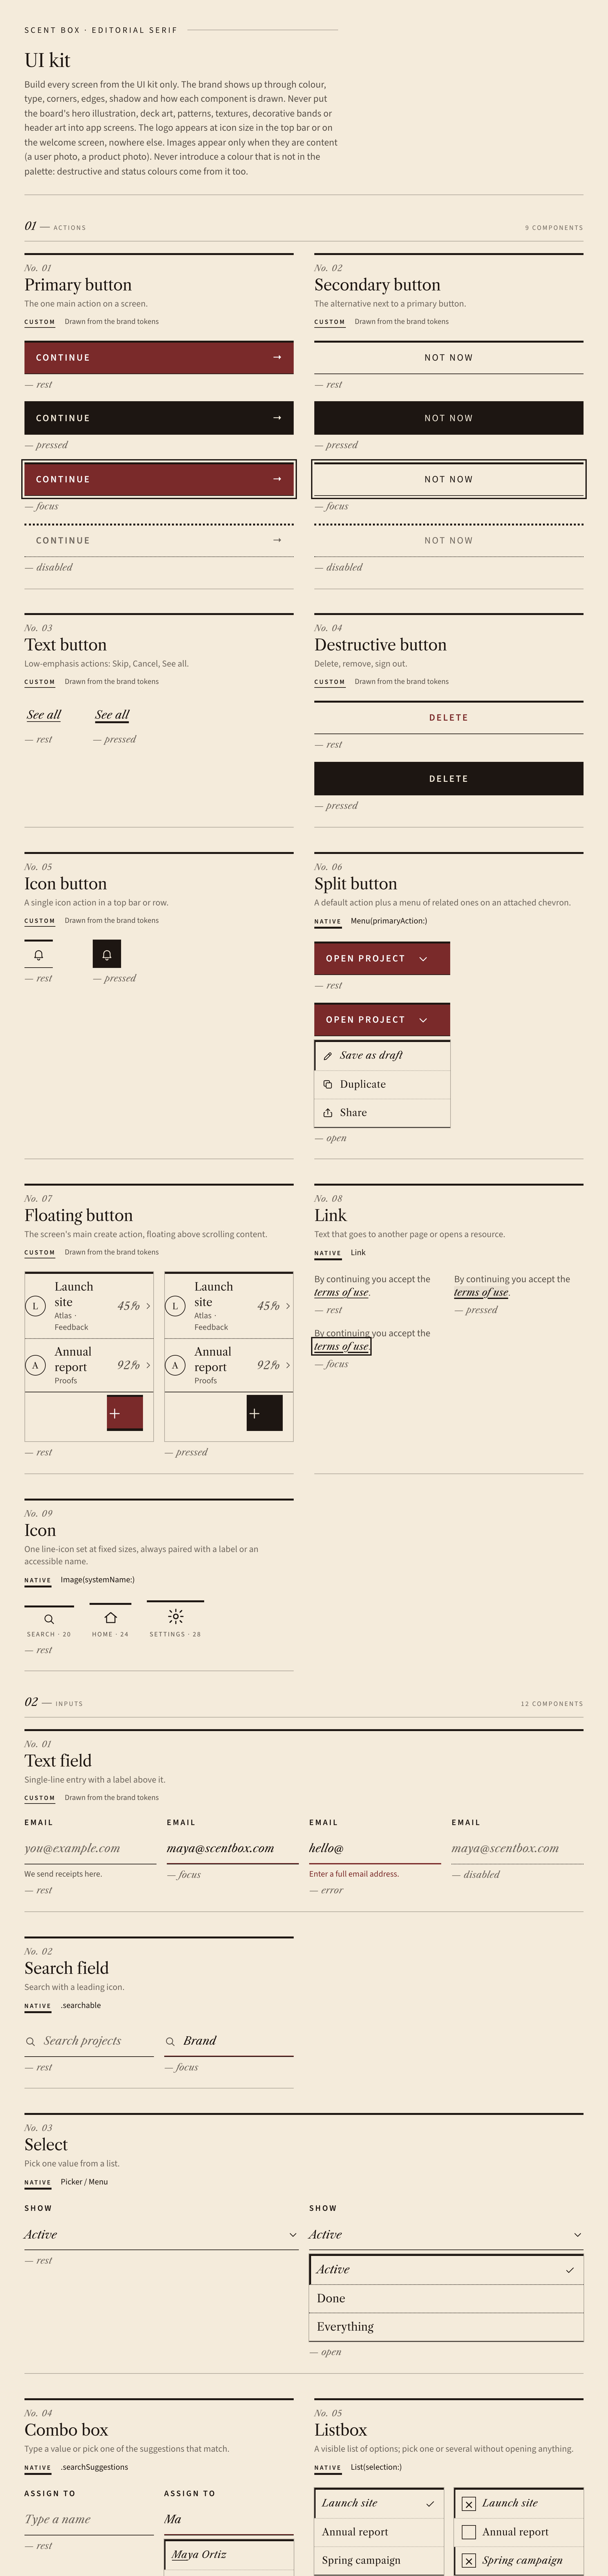 SCENT BOX · EDITORIAL SERIF
UI kit
Build every screen from the UI kit only. The brand shows up through colour,
type, corners, edges, shadow and how each component is drawn. Never put
the board's hero illustration, deck art, patterns, textures, decorative bands or
header art into app screens. The logo appears at icon size in the top bar or on
the welcome screen, nowhere else. Images appear only when they are content
(a user photo, a product photo). Never introduce a colour that is not in the
palette: destructive and status colours come from it too.
01 — ACTIONS
9 COMPONENTS
No. 01
Primary button
The one main action on a screen.
CUSTOM Drawn from the brand tokens
CONTINUE →
— rest
CONTINUE →
— pressed
CONTINUE →
— focus
CONTINUE →
— disabled
No. 02
Secondary button
The alternative next to a primary button.
CUSTOM Drawn from the brand tokens
NOT NOW
— rest
NOT NOW
— pressed
NOT NOW
— focus
NOT NOW
— disabled
No. 03
Text button
Low-emphasis actions: Skip, Cancel, See all.
CUSTOM Drawn from the brand tokens
See all See all
— rest — pressed
No. 04
Destructive button
Delete, remove, sign out.
CUSTOM Drawn from the brand tokens
DELETE
— rest
DELETE
— pressed
No. 05
Icon button
A single icon action in a top bar or row.
CUSTOM Drawn from the brand tokens
— rest — pressed
No. 06
Split button
A default action plus a menu of related ones on an attached chevron.
NATIVE Menu(primaryAction:)
OPEN PROJECT
— rest
OPEN PROJECT
Save as draft
Duplicate
Share
— open
No. 07
Floating button
The screen's main create action, floating above scrolling content.
CUSTOM Drawn from the brand tokens
L
Launch
site
Atlas ·
Feedback
45%
A
Annual
report
Proofs
92%
+
— rest
L
Launch
site
Atlas ·
Feedback
45%
A
Annual
report
Proofs
92%
+
— pressed
No. 08
Link
Text that goes to another page or opens a resource.
NATIVE Link
By continuing you accept the
terms of use.
— rest
By continuing you accept the
terms of use.
— pressed
By continuing you accept the
terms of use.
— focus
No. 09
Icon
One line-icon set at fixed sizes, always paired with a label or an
accessible name.
NATIVE Image(systemName:)
SEARCH · 20 HOME · 24 SETTINGS · 28
— rest
02 — INPUTS
12 COMPONENTS
No. 01
Text field
Single-line entry with a label above it.
CUSTOM Drawn from the brand tokens
EMAIL
you@example.com
We send receipts here.
— rest
EMAIL
maya@scentbox.com
— focus
EMAIL
hello@
Enter a full email address.
— error
EMAIL
maya@scentbox.com
— disabled
No. 02
Search field
Search with a leading icon.
NATIVE .searchable
Search projects
— rest
Brand
— focus
No. 03
Select
Pick one value from a list.
NATIVE Picker / Menu
SHOW
Active
— rest
SHOW
Active
Active
Done
Everything
— open
No. 04
Combo box
Type a value or pick one of the suggestions that match.
NATIVE .searchSuggestions
ASSIGN TO
Type a name
— rest
ASSIGN TO
Ma
Maya Ortiz
No. 05
Listbox
A visible list of options; pick one or several without opening anything.
NATIVE List(selection:)
Launch site
Annual report
Spring campaign
Launch site
Annual report
Spring campaign